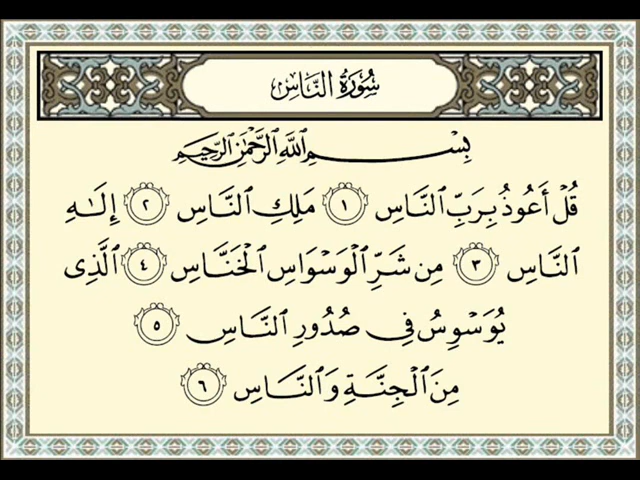 سُورَةُ النَّاسِ
بِسْمِ ٱللَّهِ ٱلرَّحْمَٰنِ ٱلرَّحِيمِ
قُلْ أَعُوذُ بِرَبِّ ٱلنَّاسِ ١ مَلِكِ ٱلنَّاسِ ٢ إِلَٰهِ
ٱلنَّاسِ ٣ مِن شَرِّ ٱلْوَسْوَاسِ ٱلْخَنَّاسِ ٤ ٱلَّذِى
يُوَسْوِسُ فِى صُدُورِ ٱلنَّاسِ ٥
مِنَ ٱلْجِنَّةِ وَٱلنَّاسِ ٦